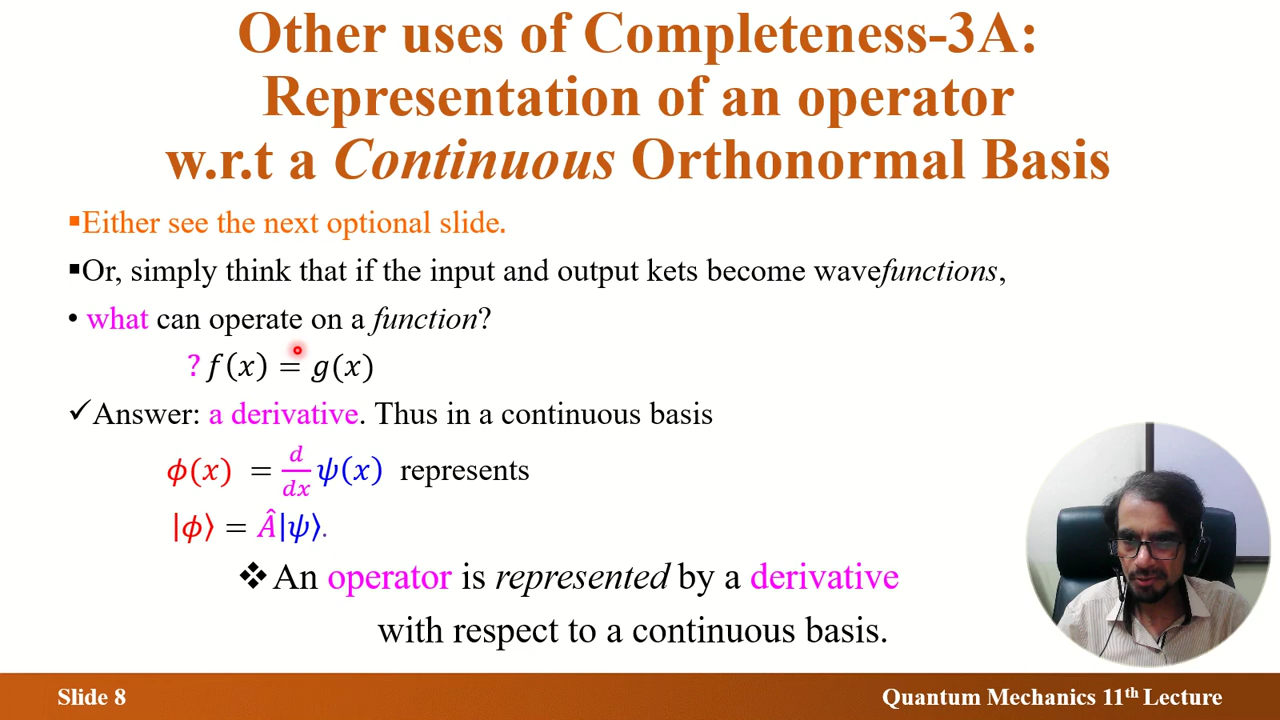 Other uses of Completeness-3A:
Representation of an operator
w.r.t a Continuous Orthonormal Basis
▪Either see the next optional slide.
▪Or, simply think that if the input and output kets become wavefunctions,
• what can operate on a function?
? f(x) = g(x)
✓Answer: a derivative. Thus in a continuous basis
ϕ(x) = d/dx ψ(x) represents
|ϕ⟩ = Â|ψ⟩.
❖An operator is represented by a derivative
with respect to a continuous basis.
Slide 8
Quantum Mechanics 11th Lecture